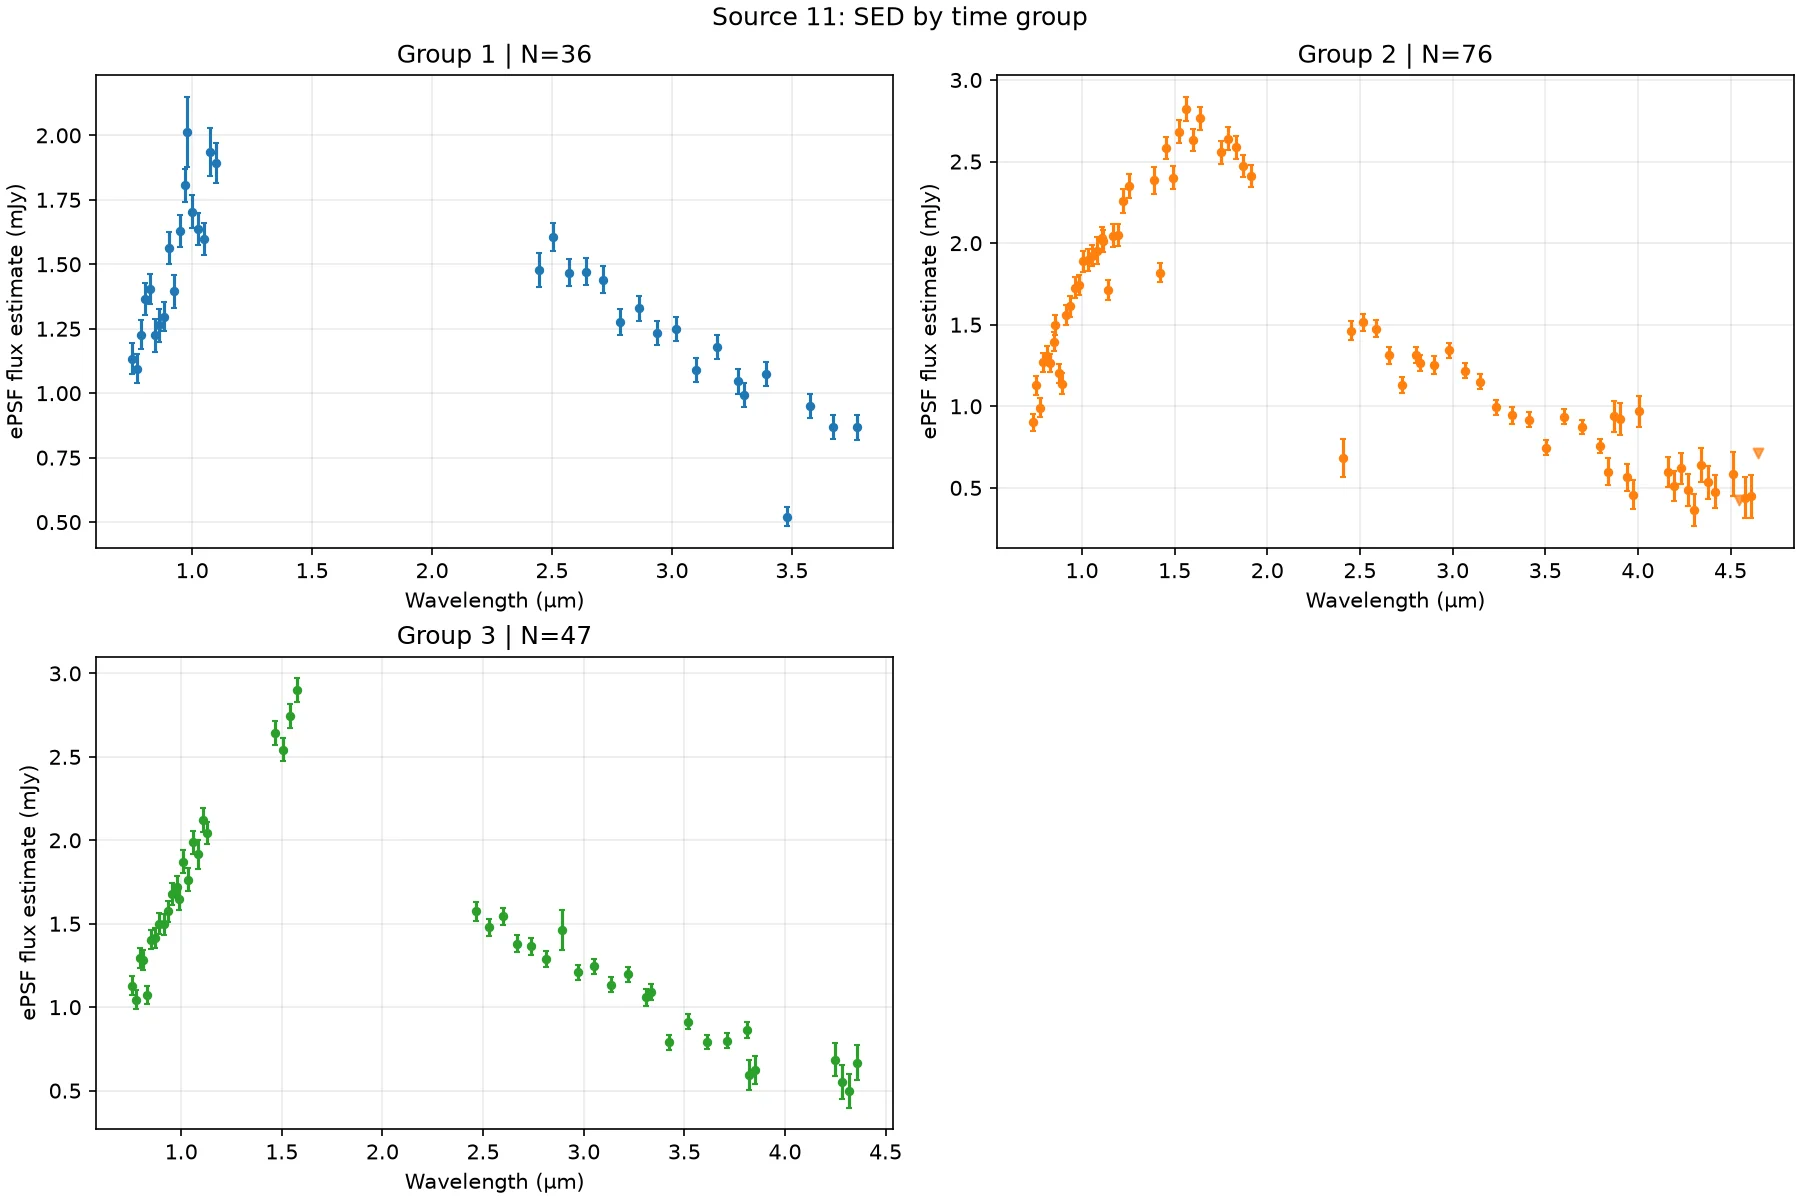 Source 11: SED by time group
Group 1 | N=36
ePSF flux estimate (mJy)
2.00
1.75
1.50
1.25
1.00
0.75
0.50
1.0 1.5 2.0 2.5 3.0 3.5
Wavelength (μm)
Group 2 | N=76
ePSF flux estimate (mJy)
3.0
2.5
2.0
1.5
1.0
0.5
1.0 1.5 2.0 2.5 3.0 3.5 4.0 4.5
Wavelength (μm)
Group 3 | N=47
ePSF flux estimate (mJy)
3.0
2.5
2.0
1.5
1.0
0.5
1.0 1.5 2.0 2.5 3.0 3.5 4.0 4.5
Wavelength (μm)